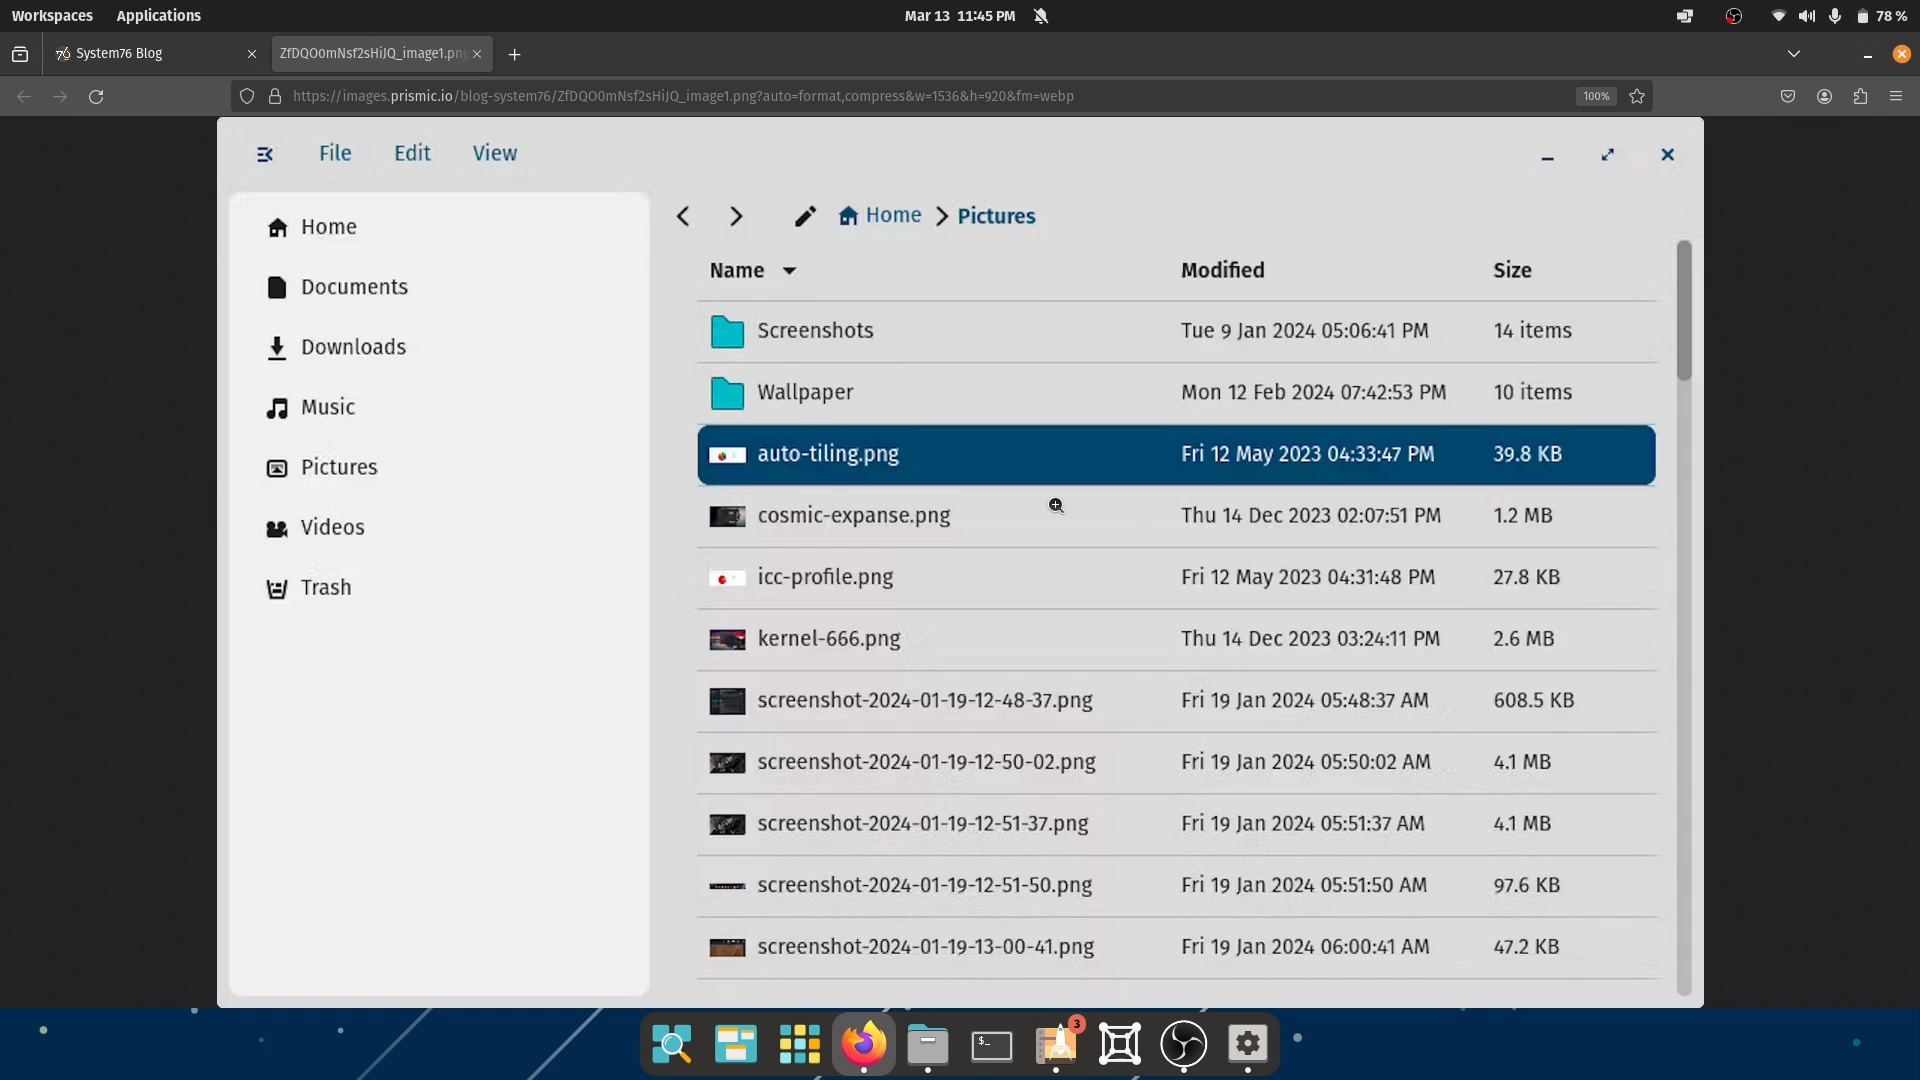 Workspaces Applications Mar 13 11:45 PM 78 %
System76 Blog ZfDQO0mNsf2sHiJQ_image1.png
https://images.prismic.io/blog-system76/ZfDQO0mNsf2sHiJQ_image1.png?auto=format,compress&w=1536&h=920&fm=webp 100%
File Edit View
Home
Documents
Downloads
Music
Pictures
Videos
Trash
Home Pictures
Name Modified Size
Screenshots Tue 9 Jan 2024 05:06:41 PM 14 items
Wallpaper Mon 12 Feb 2024 07:42:53 PM 10 items
auto-tiling.png Fri 12 May 2023 04:33:47 PM 39.8 KB
cosmic-expanse.png Thu 14 Dec 2023 02:07:51 PM 1.2 MB
icc-profile.png Fri 12 May 2023 04:31:48 PM 27.8 KB
kernel-666.png Thu 14 Dec 2023 03:24:11 PM 2.6 MB
screenshot-2024-01-19-12-48-37.png Fri 19 Jan 2024 05:48:37 AM 608.5 KB
screenshot-2024-01-19-12-50-02.png Fri 19 Jan 2024 05:50:02 AM 4.1 MB
screenshot-2024-01-19-12-51-37.png Fri 19 Jan 2024 05:51:37 AM 4.1 MB
screenshot-2024-01-19-12-51-50.png Fri 19 Jan 2024 05:51:50 AM 97.6 KB
screenshot-2024-01-19-13-00-41.png Fri 19 Jan 2024 06:00:41 AM 47.2 KB
$_ 3